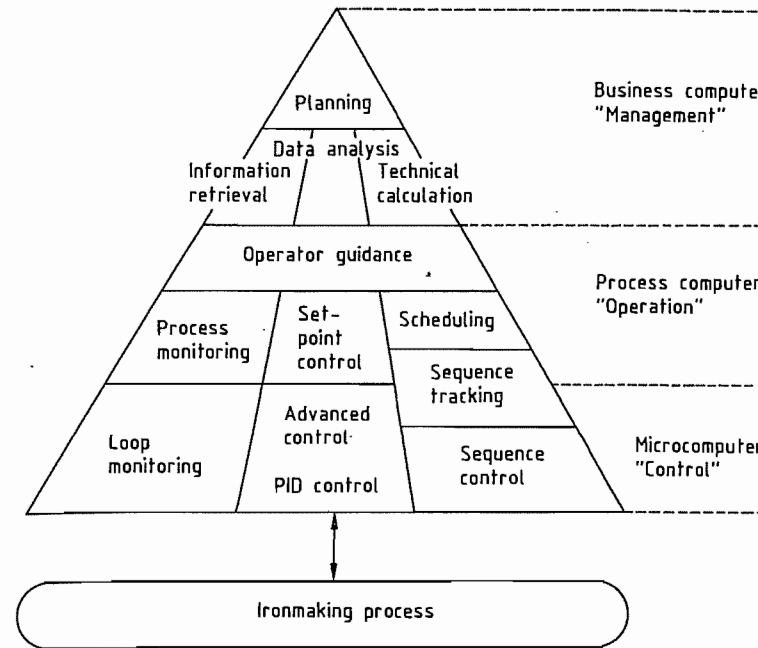 Planning
Data analysis
Information
retrieval
Technical
calculation
Operator guidance
Process
monitoring
Set-
point
control
Scheduling
Sequence
tracking
Loop
monitoring
Advanced
control
PID control
Sequence
control
Ironmaking process
Business compute
"Management"
Process computer
"Operation"
Microcomputer
"Control"